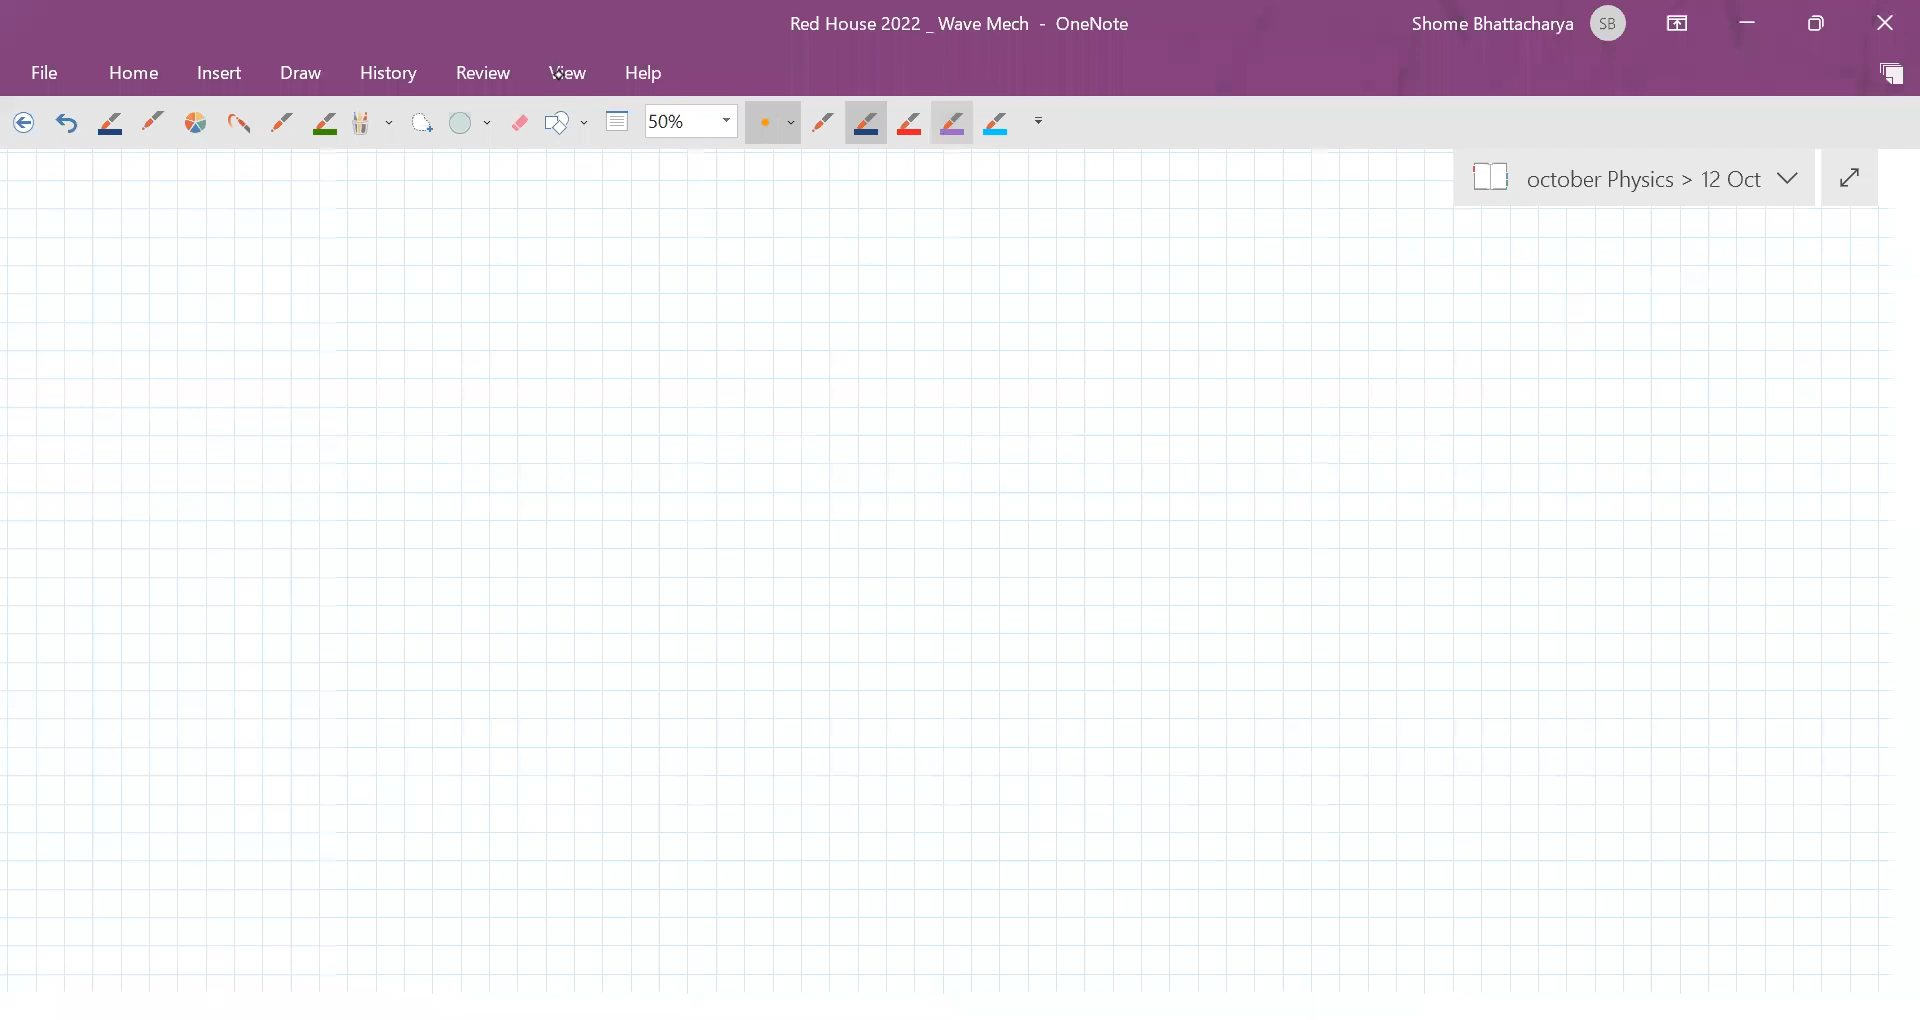 Red House 2022 _ Wave Mech - OneNote
Shome Bhattacharya SB
File Home Insert Draw History Review View Help
50%
october Physics > 12 Oct